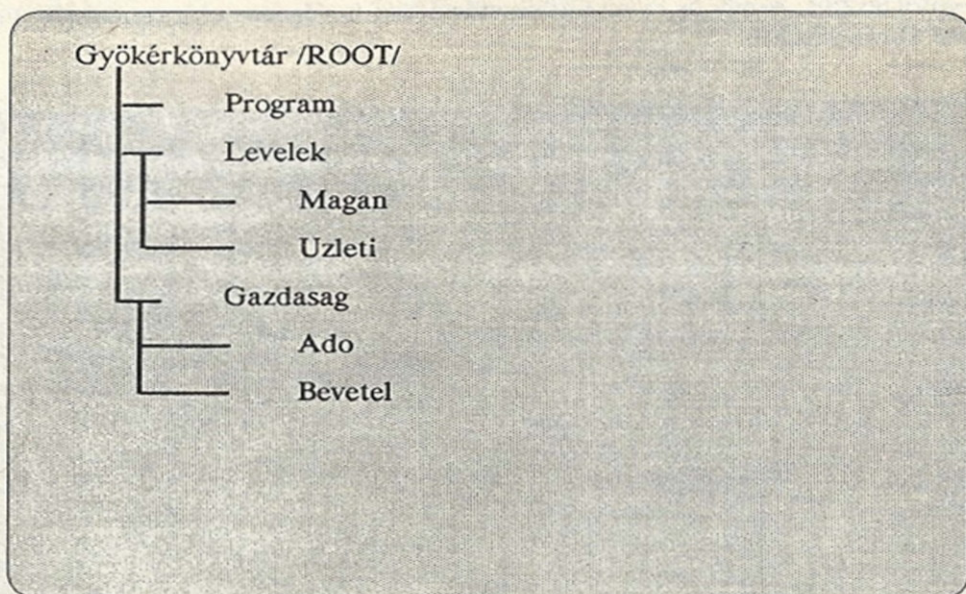 Gyökérkönyvtár /ROOT/
Program
Levelek
Magan
Uzleti
Gazdasag
Ado
Bevetel